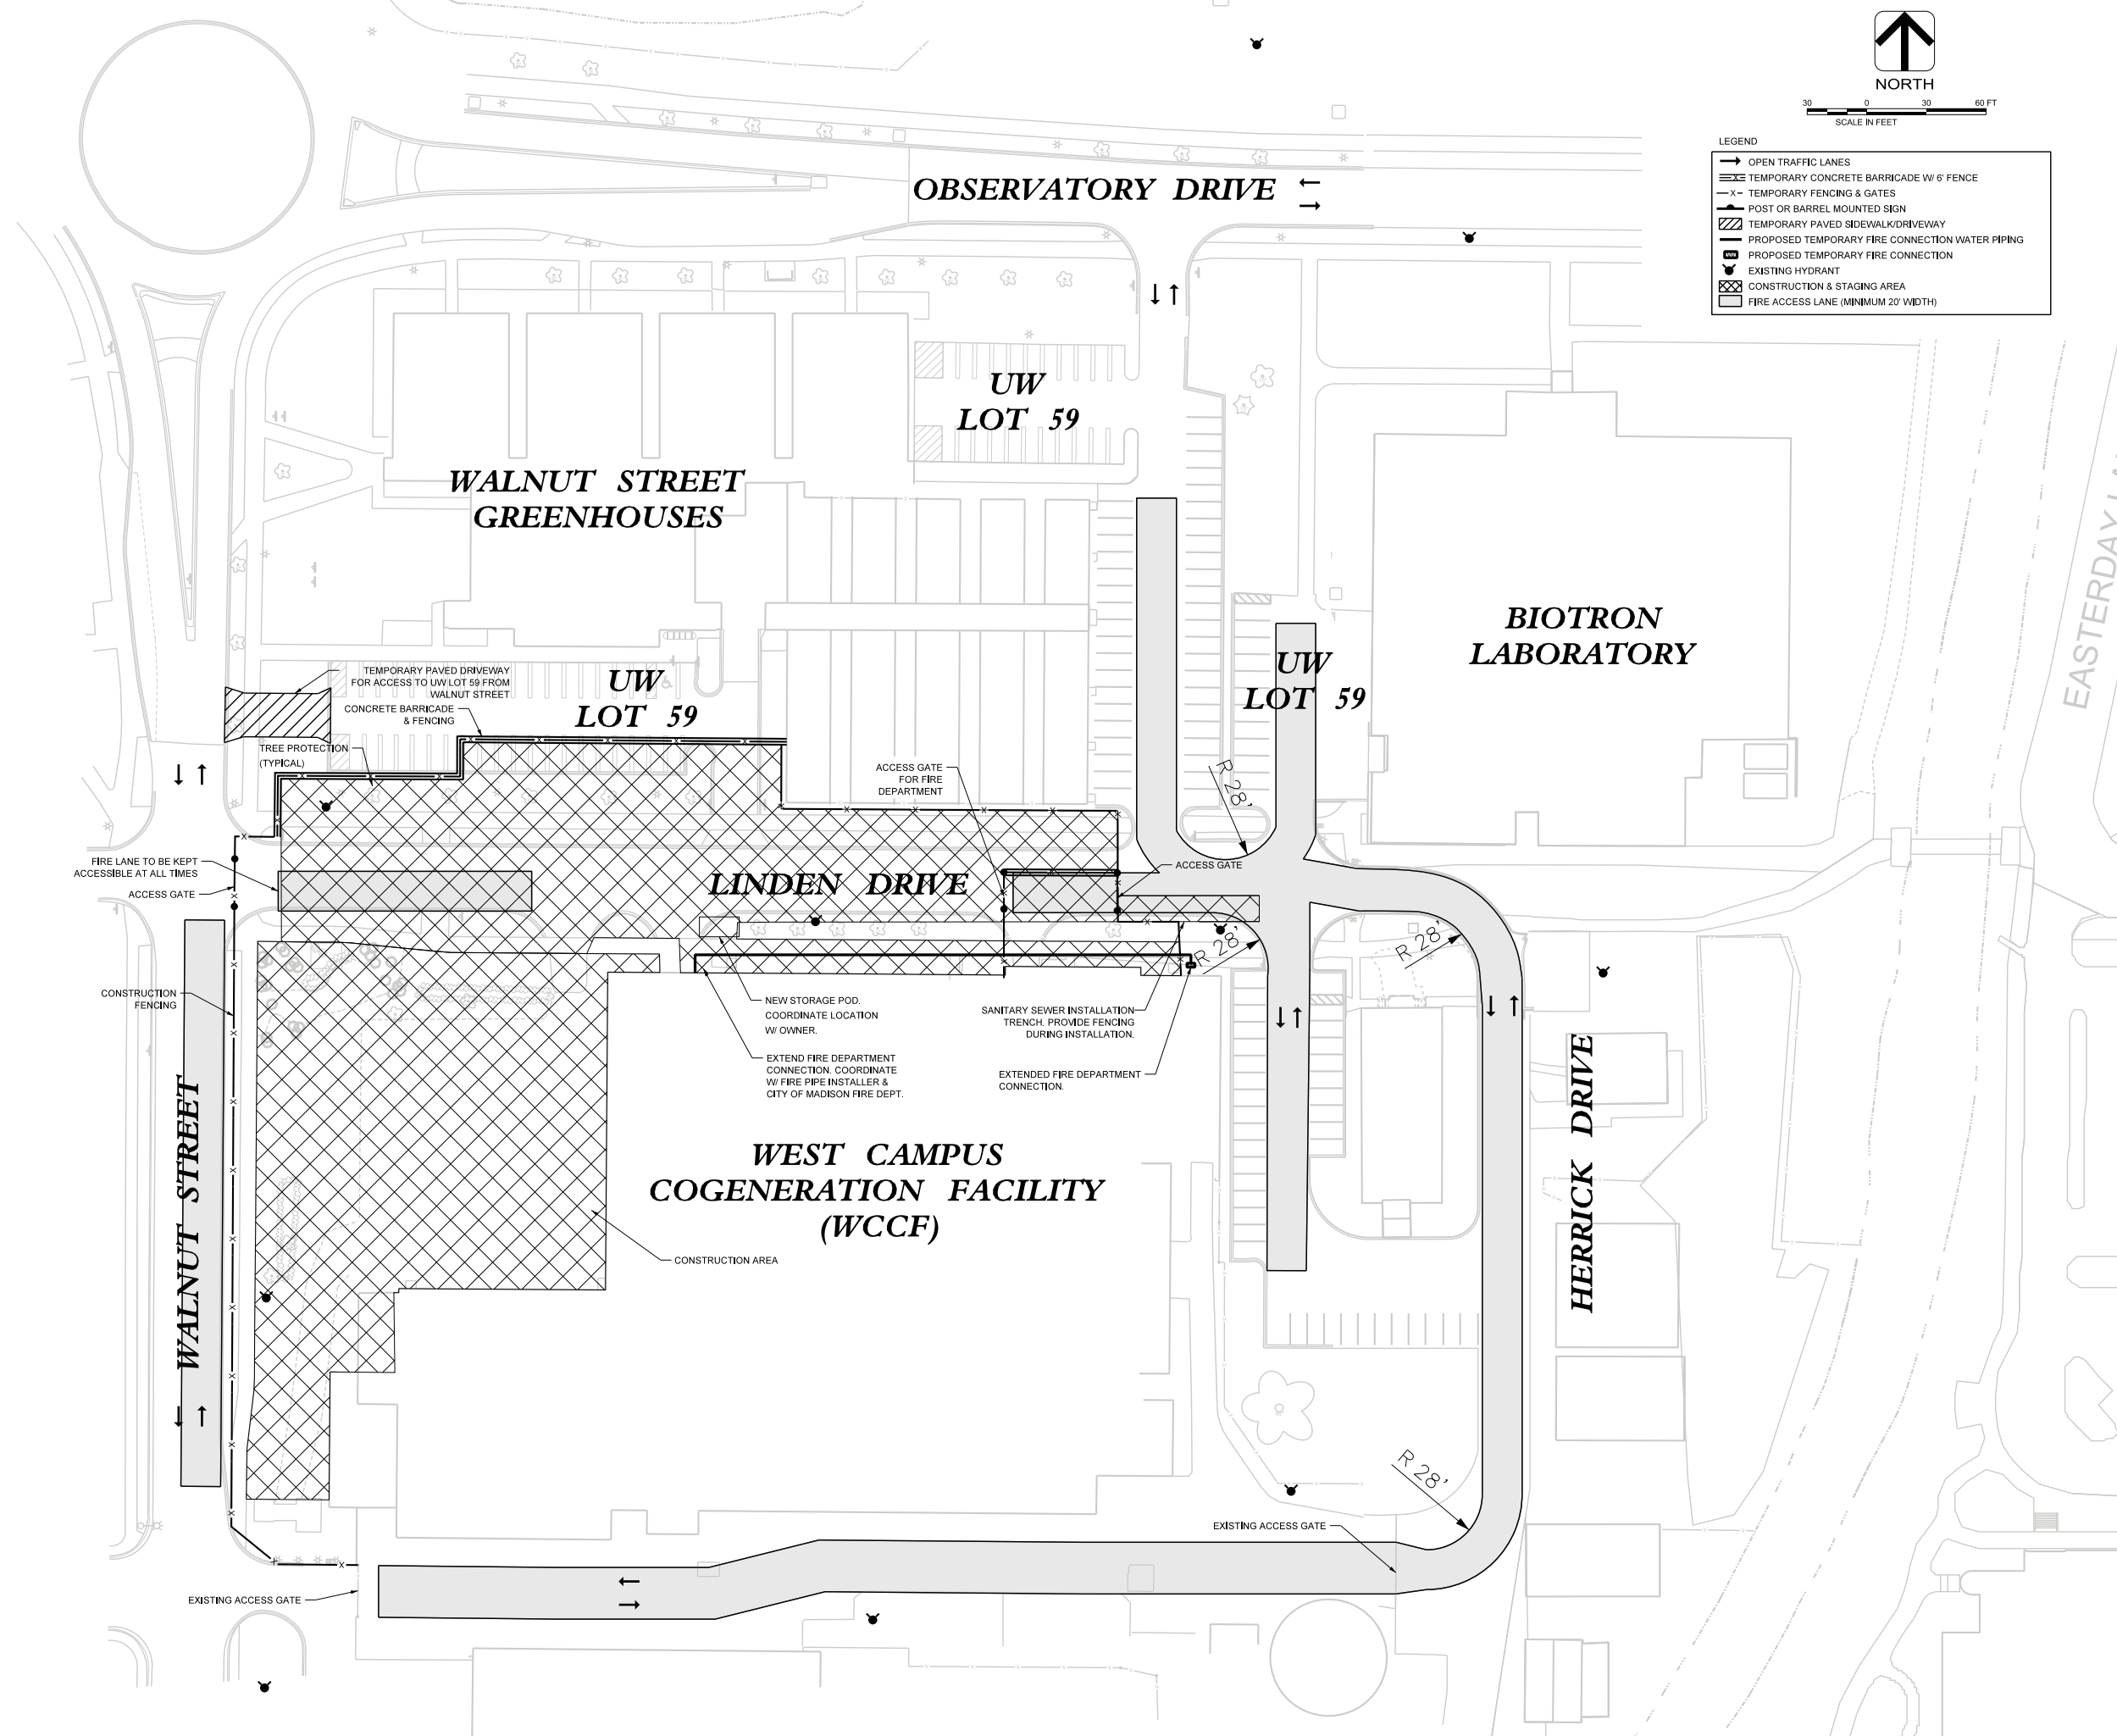 NORTH
30 0 30 60 FT
SCALE IN FEET
LEGEND
OPEN TRAFFIC LANES
TEMPORARY CONCRETE BARRICADE W/ 6' FENCE
TEMPORARY FENCING & GATES
POST OR BARREL MOUNTED SIGN
TEMPORARY PAVED SIDEWALK/DRIVEWAY
PROPOSED TEMPORARY FIRE CONNECTION WATER PIPING
PROPOSED TEMPORARY FIRE CONNECTION
EXISTING HYDRANT
CONSTRUCTION & STAGING AREA
FIRE ACCESS LANE (MINIMUM 20' WIDTH)
OBSERVATORY DRIVE
UW
LOT 59
WALNUT STREET
GREENHOUSES
BIOTRON
LABORATORY
UW
LOT 59
UW
LOT 59
TEMPORARY PAVED DRIVEWAY
FOR ACCESS TO UW LOT 59 FROM
WALNUT STREET
CONCRETE BARRICADE
& FENCING
TREE PROTECTION
(TYPICAL)
ACCESS GATE
FOR FIRE
DEPARTMENT
R 28'
FIRE LANE TO BE KEPT
ACCESSIBLE AT ALL TIMES
ACCESS GATE
LINDEN DRIVE
ACCESS GATE
R 28'
R 28'
CONSTRUCTION
FENCING
NEW STORAGE POD.
COORDINATE LOCATION
W/ OWNER.
SANITARY SEWER INSTALLATION
TRENCH. PROVIDE FENCING
DURING INSTALLATION.
EXTEND FIRE DEPARTMENT
CONNECTION. COORDINATE
W/ FIRE PIPE INSTALLER &
CITY OF MADISON FIRE DEPT.
EXTENDED FIRE DEPARTMENT
CONNECTION.
WALNUT STREET
WEST CAMPUS
COGENERATION FACILITY
(WCCF)
CONSTRUCTION AREA
HERRICK DRIVE
R 28'
EXISTING ACCESS GATE
EXISTING ACCESS GATE
EASTERDAY